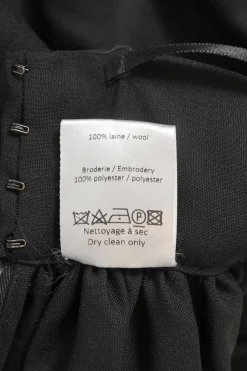 100% laine / wool
Broderie / Embrodery
100% polyester / polyester
P
Nettoyage à sec
Dry clean only